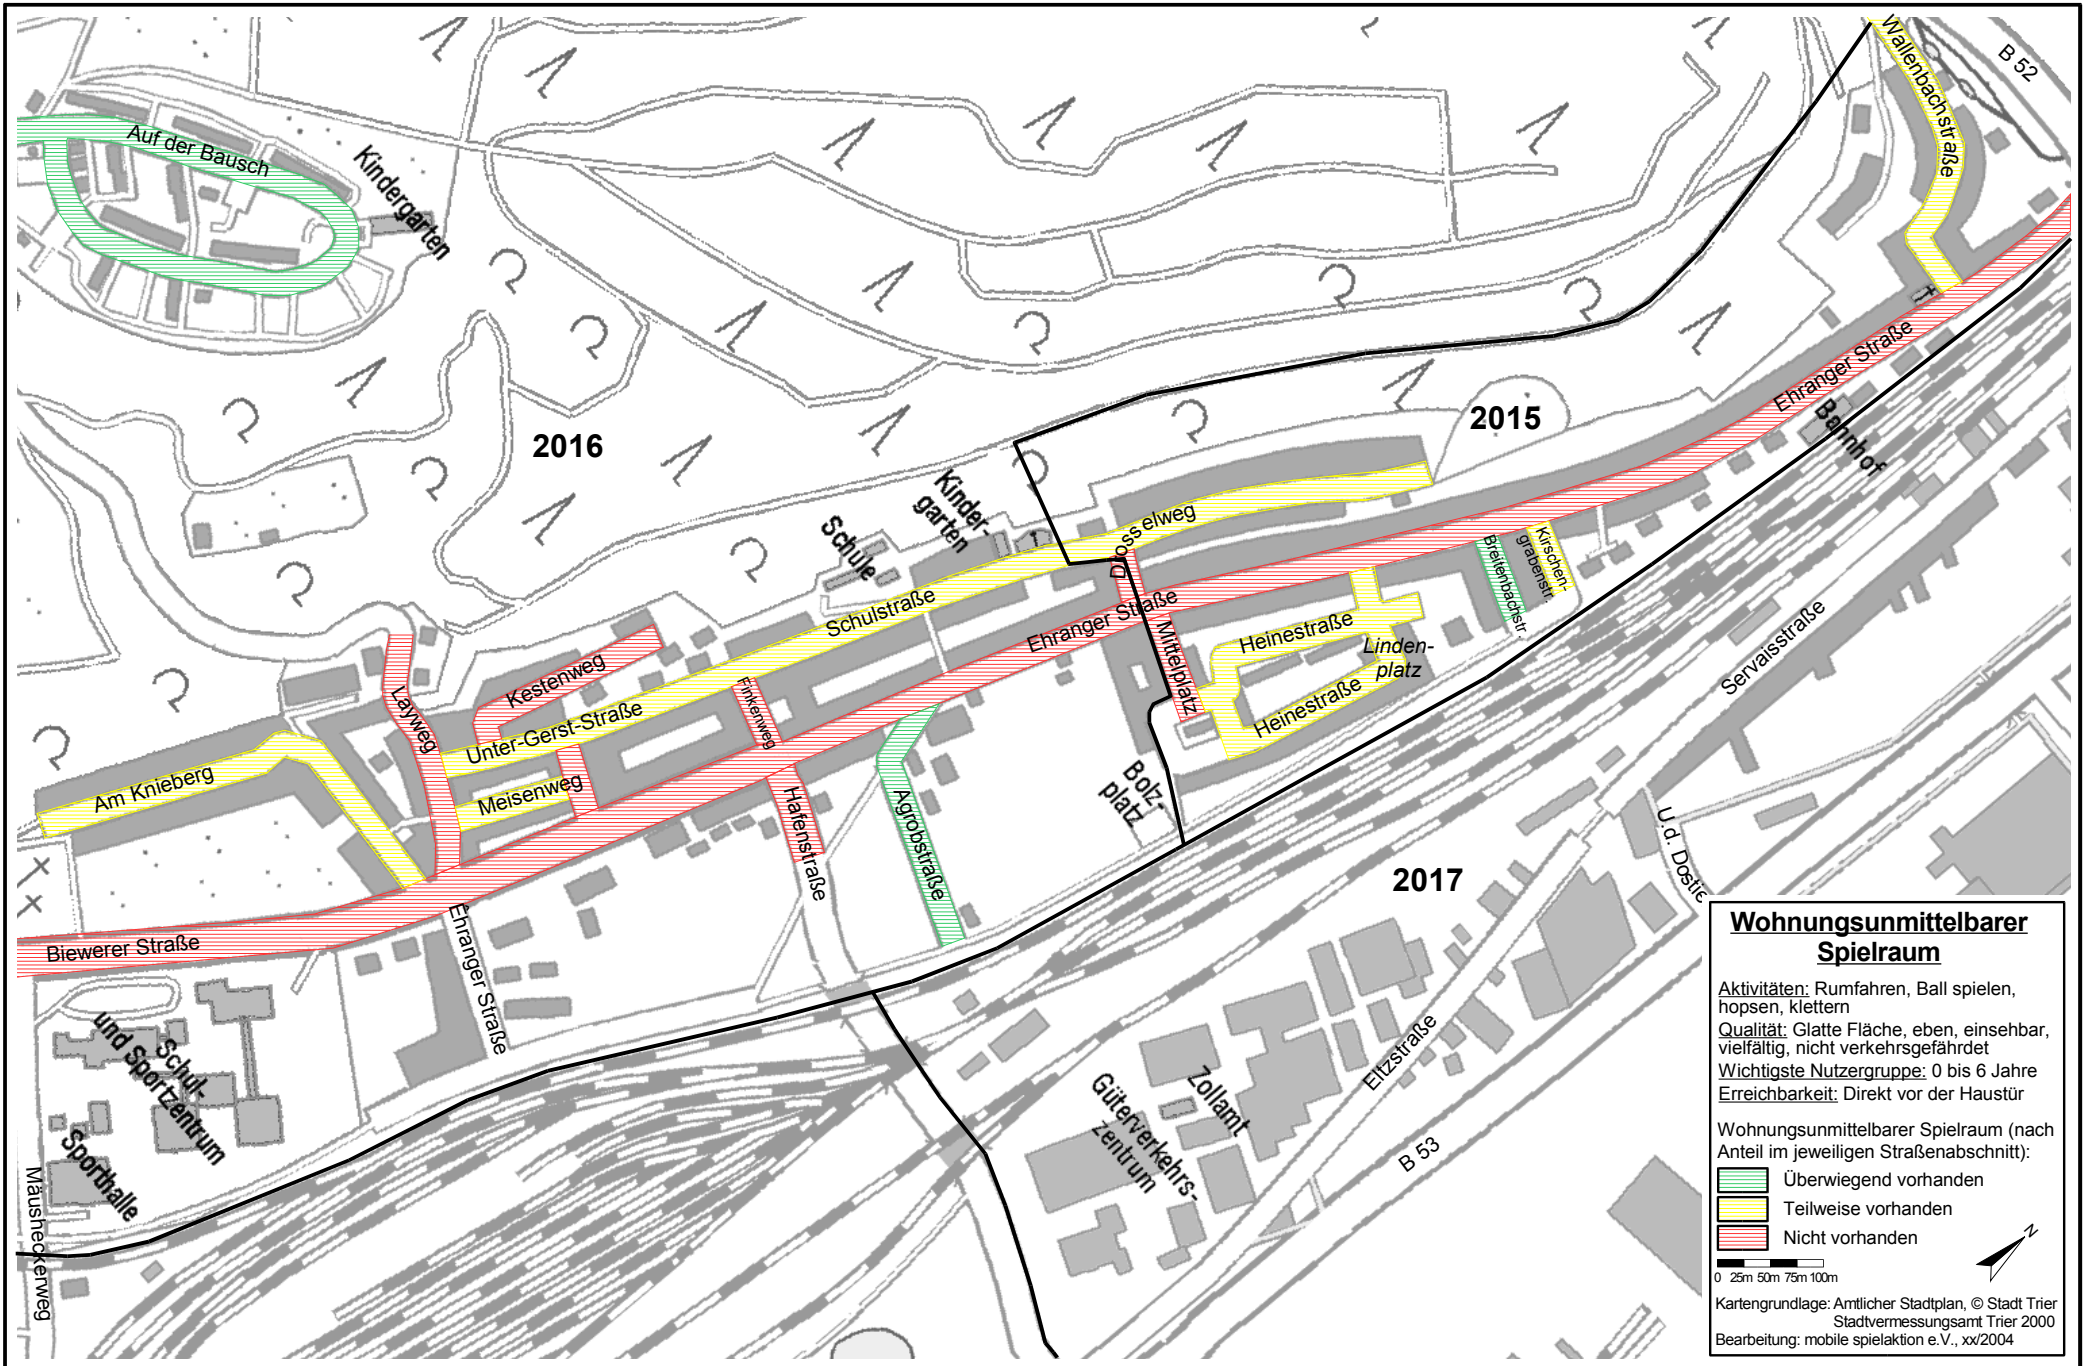 Wallenbachstraße
B 52
Auf der Bausch
Kindergarten
Ehranger Straße
Bahnhof
2015
2016
Kinder-
garten
Schule
Drosselweg
Kirschen-
grabenstr.
Breitenbachstr.
Schulstraße
Ehranger Straße
Mittelplatz
Heinestraße
Linden-
platz
Heinestraße
Servaisstraße
Kestenweg
Layweg
Finkenweg
Unter-Gerst-Straße
Am Knieberg
Meisenweg
Hafenstraße
Agrobstraße
Bolz-
platz
U.d. Dostle
2017
Biewerer Straße
Ehranger Straße
Schul-
und Sportzentrum
Sporthalle
Mäusheckerweg
Güterverkehrs-
zentrum
Zollamt
Eltzstraße
B 53
Wohnungsunmittelbarer
Spielraum
Aktivitäten: Rumfahren, Ball spielen,
hopsen, klettern
Qualität: Glatte Fläche, eben, einsehbar,
vielfältig, nicht verkehrsgefährdet
Wichtigste Nutzergruppe: 0 bis 6 Jahre
Erreichbarkeit: Direkt vor der Haustür
Wohnungsunmittelbarer Spielraum (nach
Anteil im jeweiligen Straßenabschnitt):
Überwiegend vorhanden
Teilweise vorhanden
Nicht vorhanden
N
0 25m 50m 75m 100m
Kartengrundlage: Amtlicher Stadtplan, © Stadt Trier
Stadtvermessungsamt Trier 2000
Bearbeitung: mobile spielaktion e.V., xx/2004